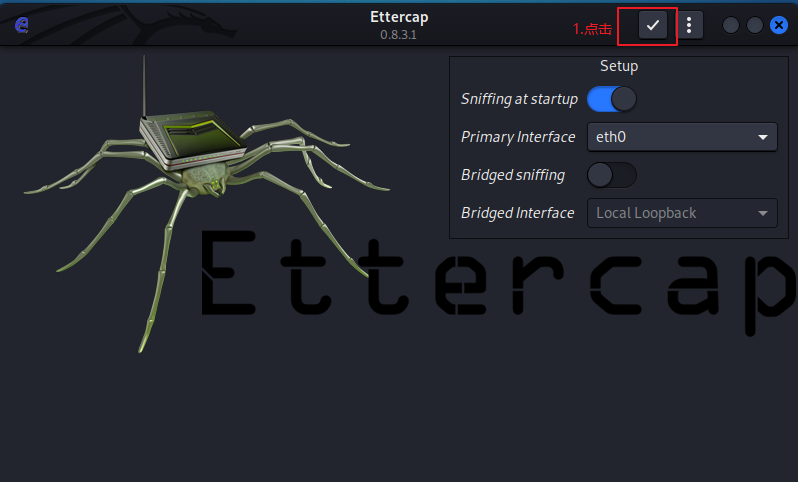 Ettercap
0.8.3.1
1.点击
Setup
Sniffing at startup
Primary Interface
eth0
Bridged sniffing
Bridged Interface
Local Loopback
Ettercap